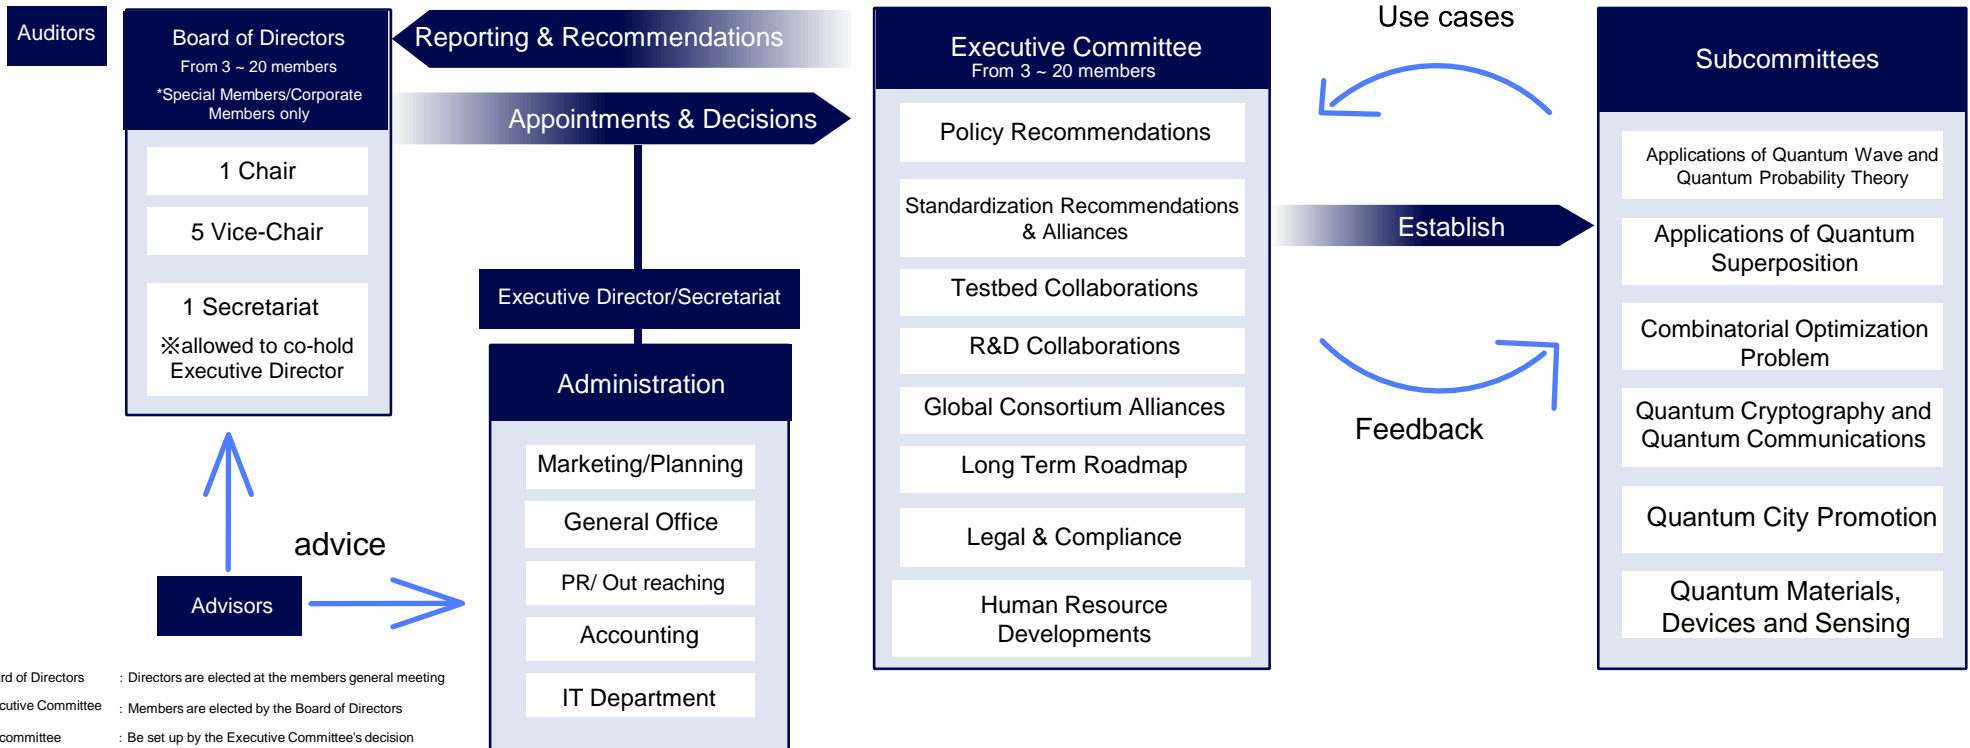 Auditors
Board of Directors
From 3 ~ 20 members
*Special Members/Corporate
Members only
1 Chair
5 Vice-Chair
1 Secretariat
※allowed to co-hold
Executive Director
Reporting & Recommendations
Appointments & Decisions
Executive Director/Secretariat
Administration
Marketing/Planning
General Office
PR/ Out reaching
Accounting
IT Department
advice
Advisors
Executive Committee
From 3 ~ 20 members
Policy Recommendations
Standardization Recommendations
& Alliances
Testbed Collaborations
R&D Collaborations
Global Consortium Alliances
Long Term Roadmap
Legal & Compliance
Human Resource
Developments
Use cases
Establish
Feedback
Subcommittees
Applications of Quantum Wave and
Quantum Probability Theory
Applications of Quantum
Superposition
Combinatorial Optimization
Problem
Quantum Cryptography and
Quantum Communications
Quantum City Promotion
Quantum Materials,
Devices and Sensing
of Directors : Directors are elected at the members general meeting
Committee : Members are elected by the Board of Directors
committee : Be set up by the Executive Committee's decision